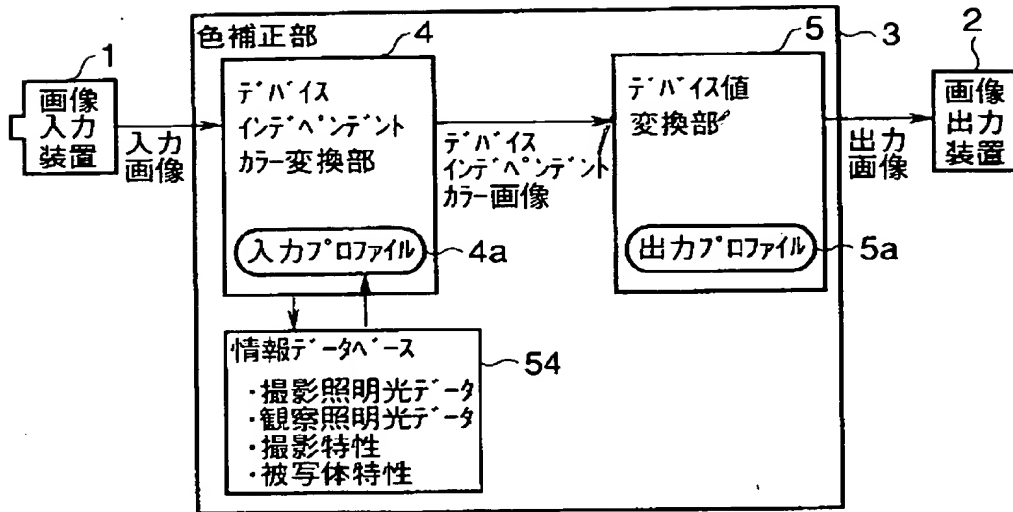 色補正部
4
5
3
2
1
画像
入力
装置
入力
画像
デバイス
インデペンデント
カラー変換部
入力プロファイル
4a
デバイス
インデペンデント
カラー画像
デバイス値
変換部
出力プロファイル
5a
出力
画像
画像
出力
装置
情報データベース
54
・撮影照明光データ
・観察照明光データ
・撮影特性
・被写体特性